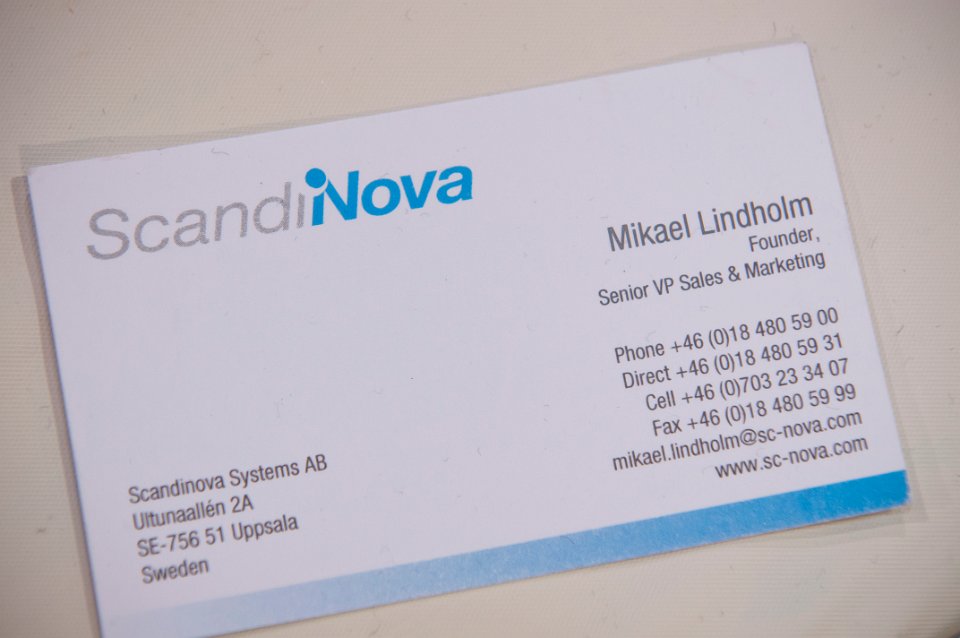 ScandiNova
Mikael Lindholm
Founder,
Senior VP Sales & Marketing
Phone +46 (0)18 480 59 00
Direct +46 (0)18 480 59 31
Cell +46 (0)703 23 34 07
Fax +46 (0)18 480 59 99
mikael.lindholm@sc-nova.com
www.sc-nova.com
Scandinova Systems AB
Ultunaallén 2A
SE-756 51 Uppsala
Sweden